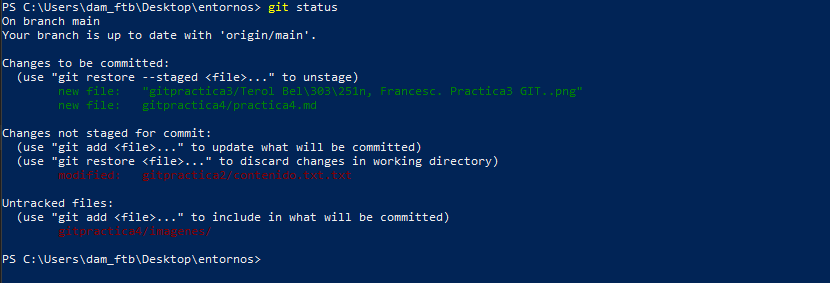 PS C:\Users\dam_ftb\Desktop\entornos> git status
On branch main
Your branch is up to date with 'origin/main'.

Changes to be committed:
  (use "git restore --staged <file>..." to unstage)
        new file:   "gitpractica3/Terol Bel\303\251n, Francesc. Practica3 GIT..png"
        new file:   gitpractica4/practica4.md

Changes not staged for commit:
  (use "git add <file>..." to update what will be committed)
  (use "git restore <file>..." to discard changes in working directory)
        modified:   gitpractica2/contenido.txt.txt

Untracked files:
  (use "git add <file>..." to include in what will be committed)
        gitpractica4/imagenes/

PS C:\Users\dam_ftb\Desktop\entornos>